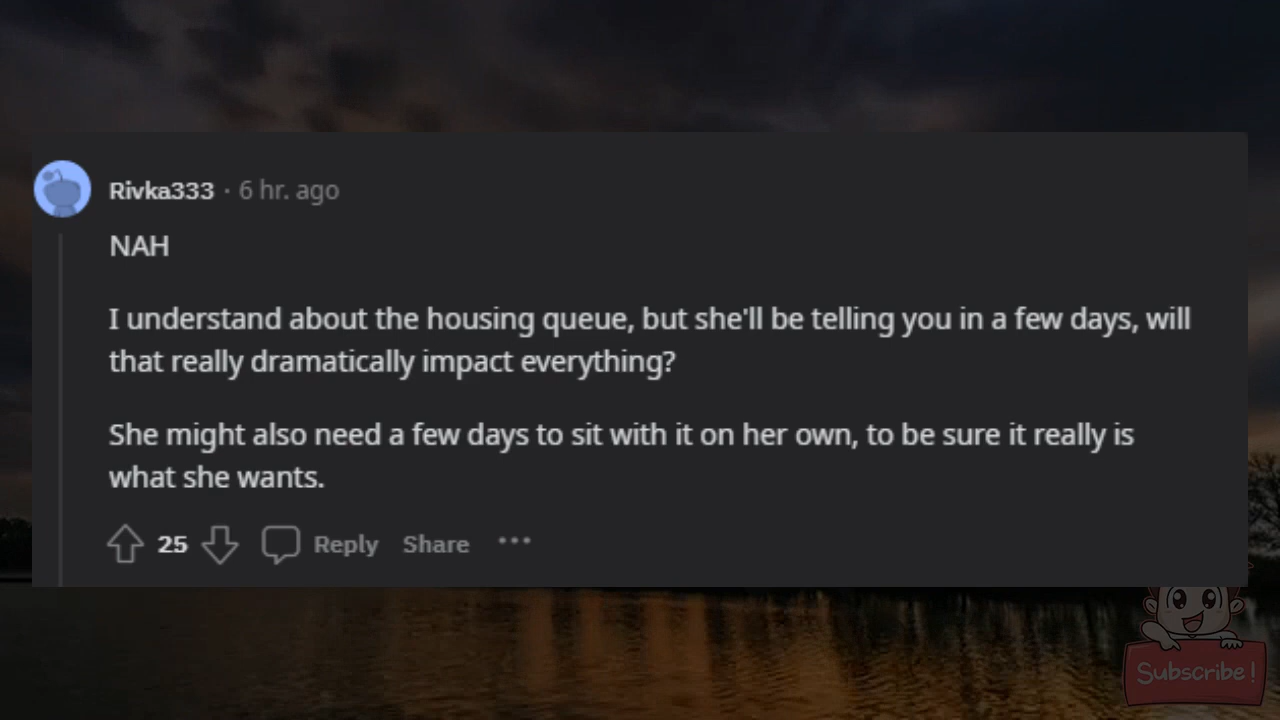 Rivka333 · 6 hr. ago
NAH
I understand about the housing queue, but she'll be telling you in a few days, will
that really dramatically impact everything?
She might also need a few days to sit with it on her own, to be sure it really is
what she wants.
25 Reply Share ···
Subscribe!